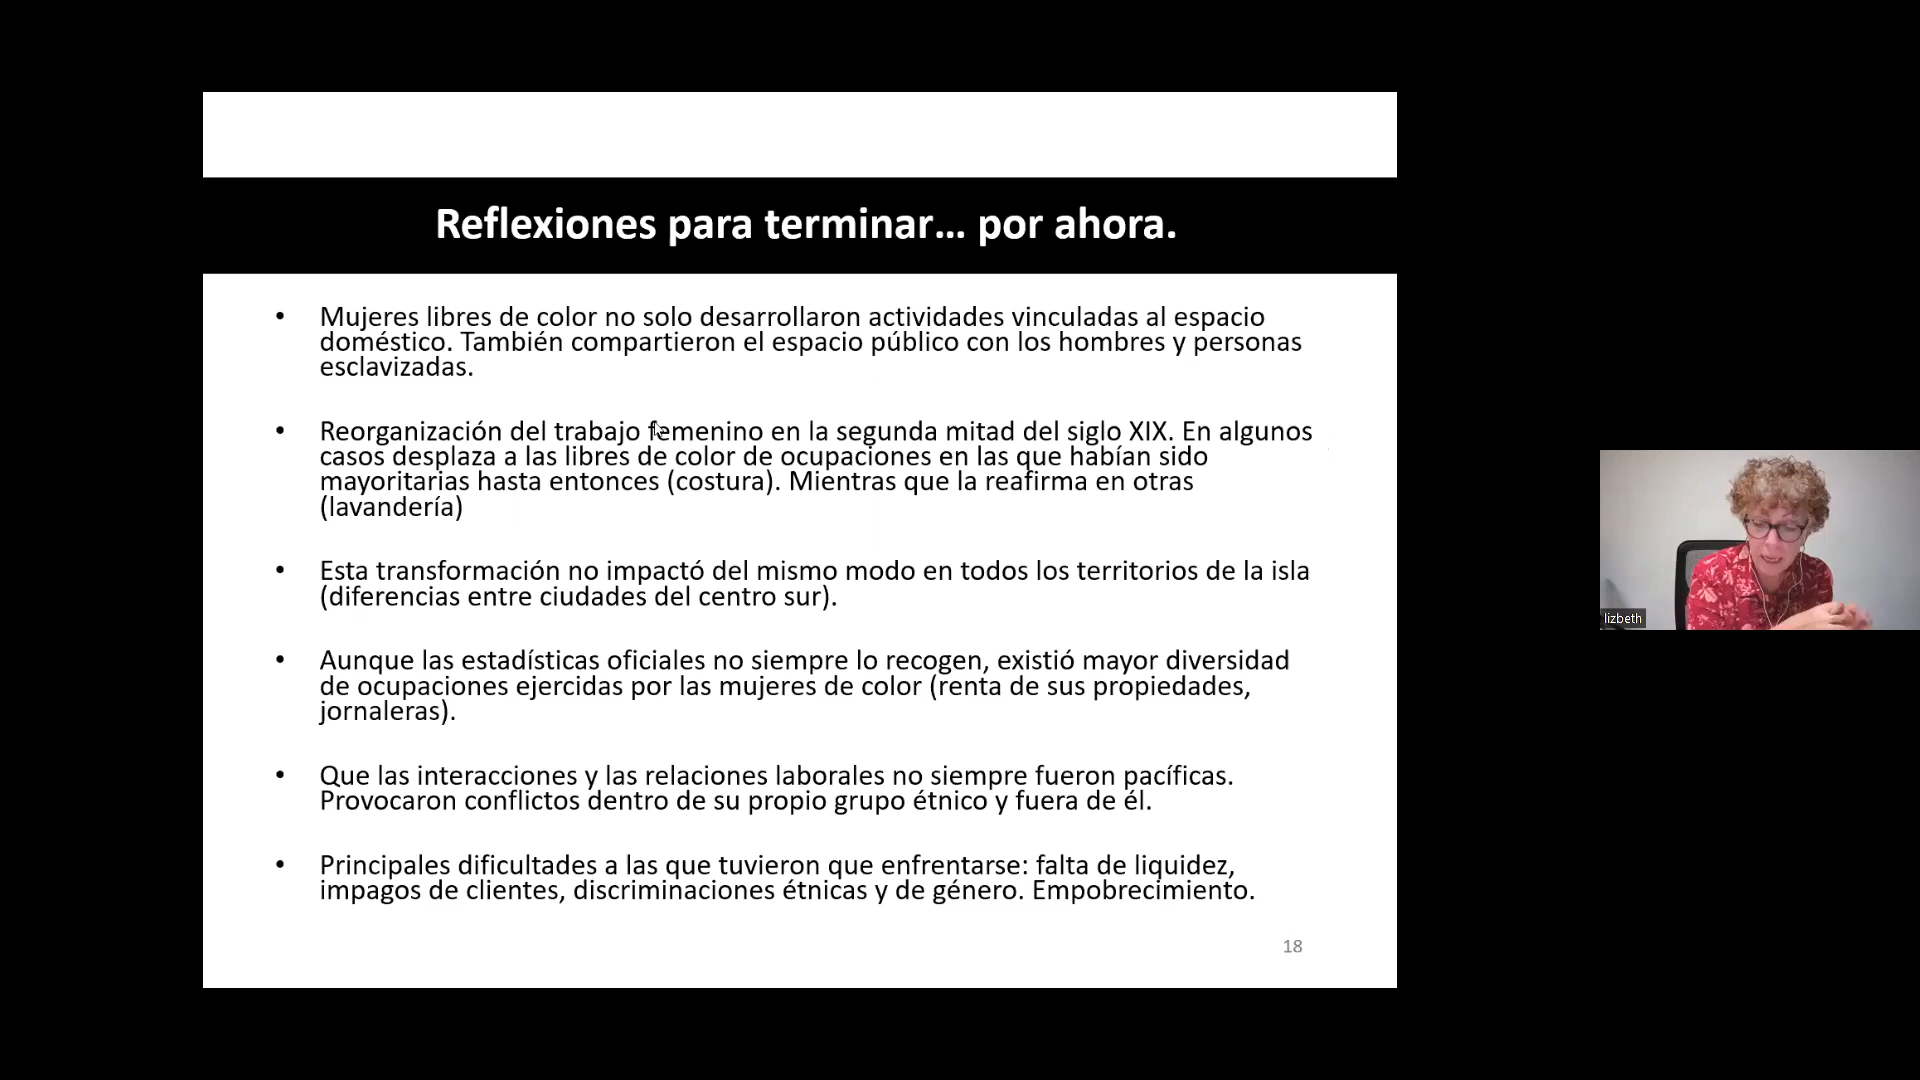 Reflexiones para terminar... por ahora.
• Mujeres libres de color no solo desarrollaron actividades vinculadas al espacio
doméstico. También compartieron el espacio público con los hombres y personas
esclavizadas.
• Reorganización del trabajo femenino en la segunda mitad del siglo XIX. En algunos
casos desplaza a las libres de color de ocupaciones en las que habían sido
mayoritarias hasta entonces (costura). Mientras que la reafirma en otras
(lavandería)
• Esta transformación no impactó del mismo modo en todos los territorios de la isla
(diferencias entre ciudades del centro sur).
• Aunque las estadísticas oficiales no siempre lo recogen, existió mayor diversidad
de ocupaciones ejercidas por las mujeres de color (renta de sus propiedades,
jornaleras).
• Que las interacciones y las relaciones laborales no siempre fueron pacíficas.
Provocaron conflictos dentro de su propio grupo étnico y fuera de él.
• Principales dificultades a las que tuvieron que enfrentarse: falta de liquidez,
impagos de clientes, discriminaciones étnicas y de género. Empobrecimiento.
18
lizbeth